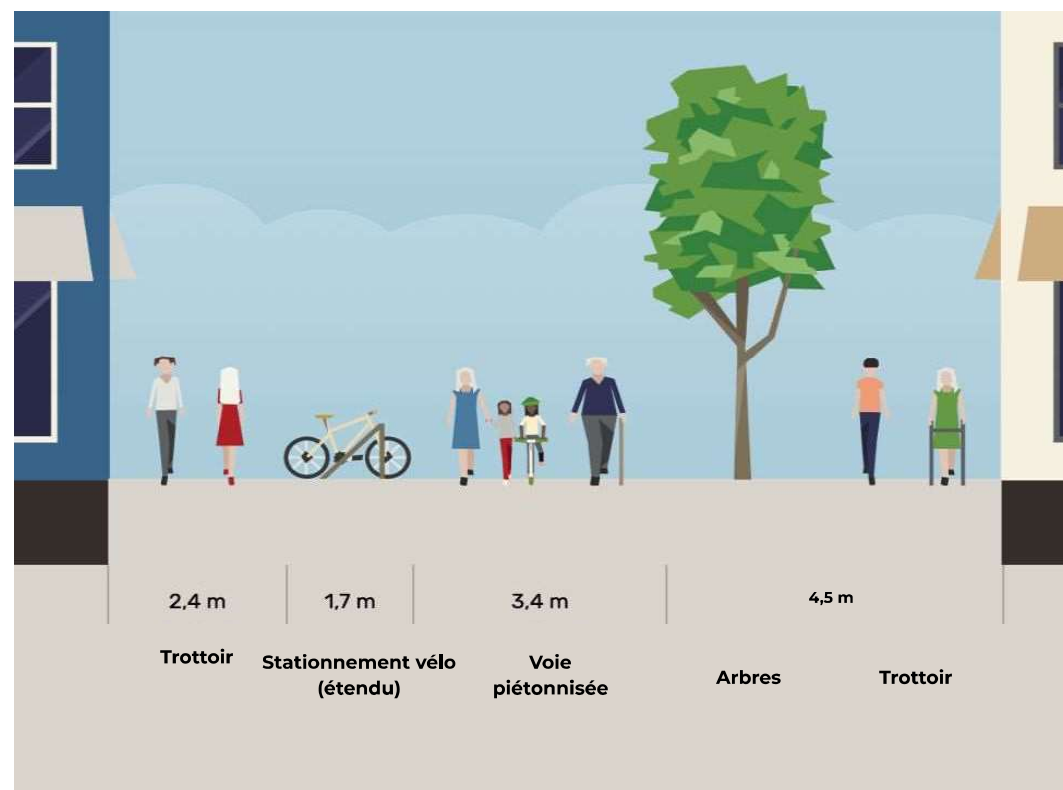 2,4 m
1,7 m
3,4 m
4,5 m
Trottoir
Stationnement vélo
(étendu)
Voie
piétonnisée
Arbres
Trottoir